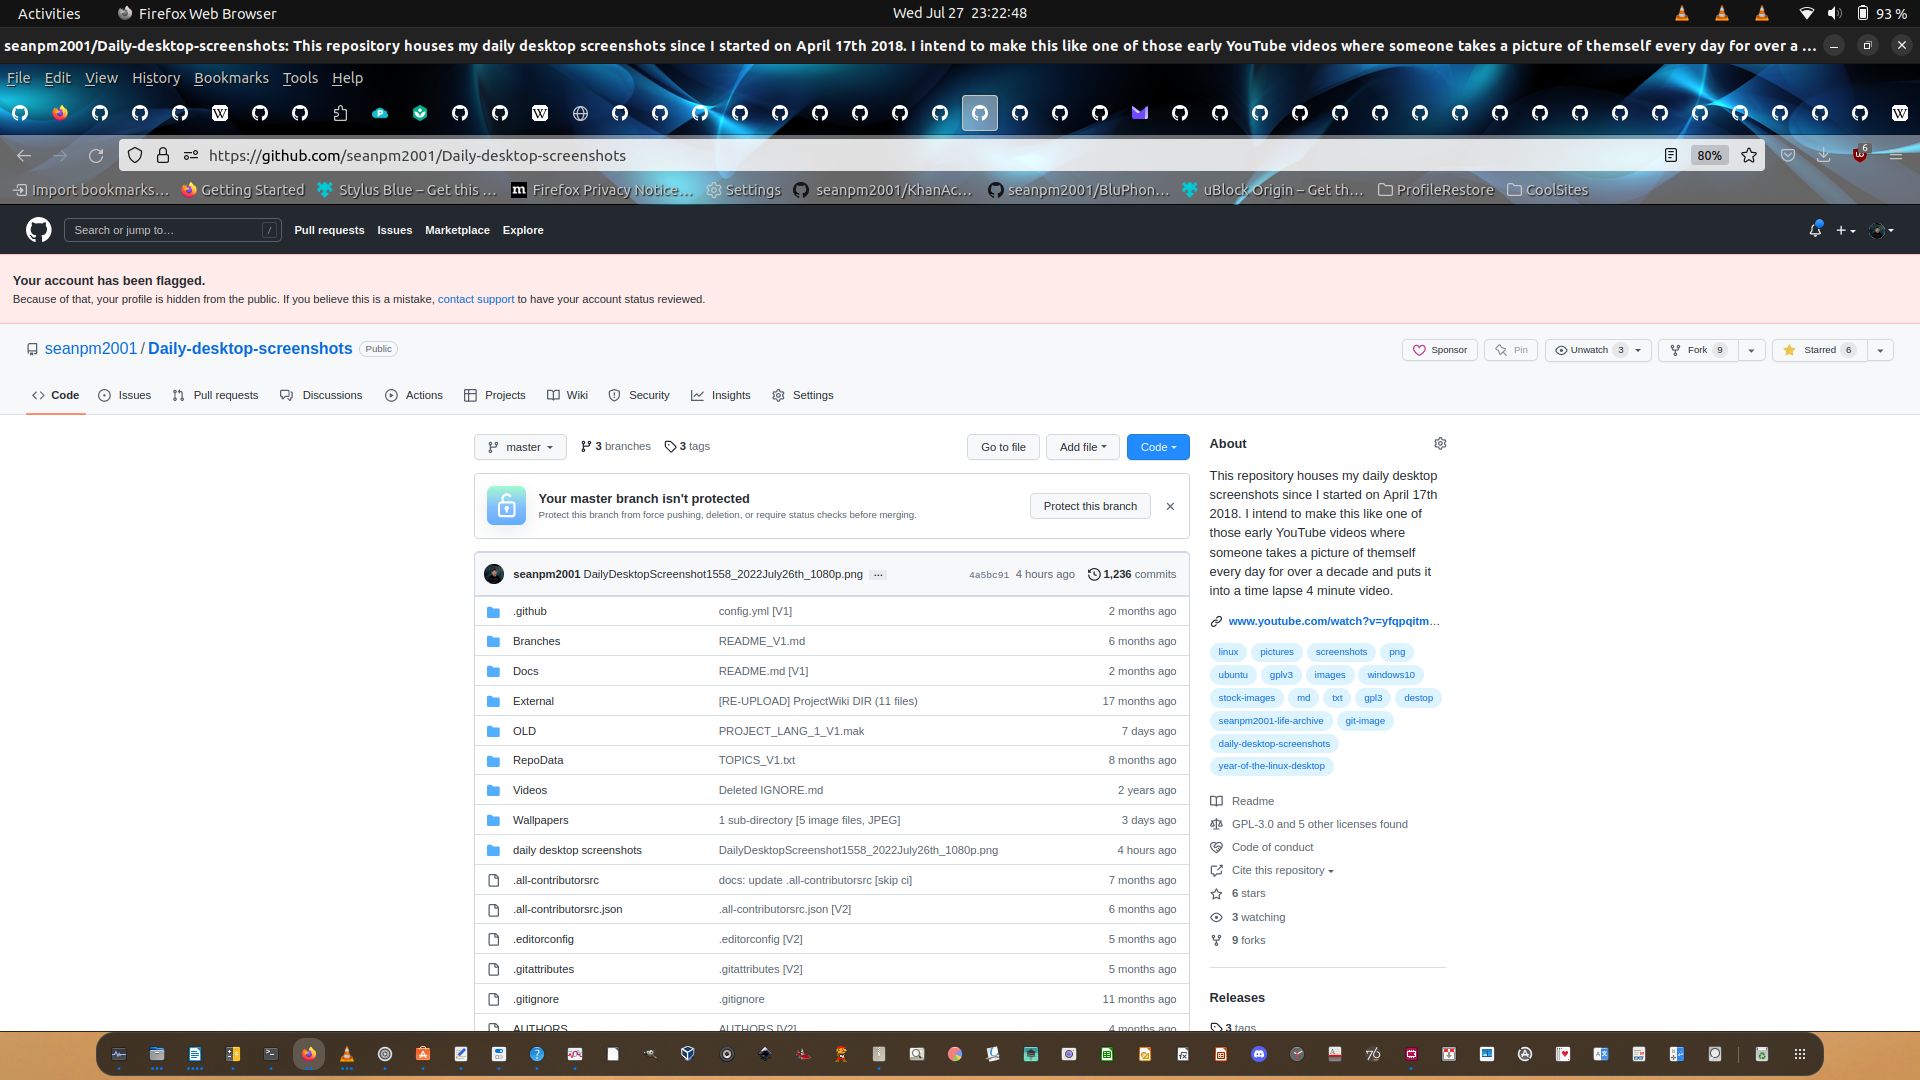 Activities Firefox Web Browser Wed Jul 27 23:22:48 93 %
seanpm2001/Daily-desktop-screenshots: This repository houses my daily desktop screenshots since I started on April 17th 2018. I intend to make this like one of those early YouTube videos where someone takes a picture of themself every day for over a ...
File Edit View History Bookmarks Tools Help
https://github.com/seanpm2001/Daily-desktop-screenshots 80% 6
Import bookmarks... Getting Started Stylus Blue – Get this ... Firefox Privacy Notice... Settings seanpm2001/KhanAc... seanpm2001/BluPhon... uBlock Origin – Get th... ProfileRestore CoolSites
Search or jump to... / Pull requests Issues Marketplace Explore
Your account has been flagged.
Because of that, your profile is hidden from the public. If you believe this is a mistake, contact support to have your account status reviewed.
seanpm2001 / Daily-desktop-screenshots Public Sponsor Pin Unwatch 3 Fork 9 Starred 6
Code Issues Pull requests Discussions Actions Projects Wiki Security Insights Settings
master 3 branches 3 tags Go to file Add file Code
Your master branch isn't protected
Protect this branch from force pushing, deletion, or require status checks before merging.
Protect this branch
seanpm2001 DailyDesktopScreenshot1558_2022July26th_1080p.png ... 4a5bc91 4 hours ago 1,236 commits
.github config.yml [V1] 2 months ago
Branches README_V1.md 6 months ago
Docs README.md [V1] 2 months ago
External [RE-UPLOAD] ProjectWiki DIR (11 files) 17 months ago
OLD PROJECT_LANG_1_V1.mak 7 days ago
RepoData TOPICS_V1.txt 8 months ago
Videos Deleted IGNORE.md 2 years ago
Wallpapers 1 sub-directory [5 image files, JPEG] 3 days ago
daily desktop screenshots DailyDesktopScreenshot1558_2022July26th_1080p.png 4 hours ago
.all-contributorsrc docs: update .all-contributorsrc [skip ci] 7 months ago
.all-contributorsrc.json .all-contributorsrc.json [V2] 6 months ago
.editorconfig .editorconfig [V2] 5 months ago
.gitattributes .gitattributes [V2] 5 months ago
.gitignore .gitignore 11 months ago
AUTHORS AUTHORS [V2] 4 months ago
About
This repository houses my daily desktop
screenshots since I started on April 17th
2018. I intend to make this like one of
those early YouTube videos where
someone takes a picture of themself
every day for over a decade and puts it
into a time lapse 4 minute video.
www.youtube.com/watch?v=yfqpqitm...
linux pictures screenshots png
ubuntu gplv3 images windows10
stock-images md txt gpl3 destop
seanpm2001-life-archive git-image
daily-desktop-screenshots
year-of-the-linux-desktop
Readme
GPL-3.0 and 5 other licenses found
Code of conduct
Cite this repository
6 stars
3 watching
9 forks
Releases
3 tags